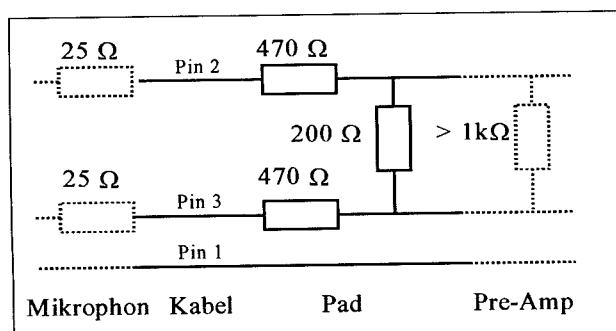 25 Ω 470 Ω
Pin 2
200 Ω > 1kΩ
25 Ω 470 Ω
Pin 3
Pin 1
Mikrophon Kabel Pad Pre-Amp